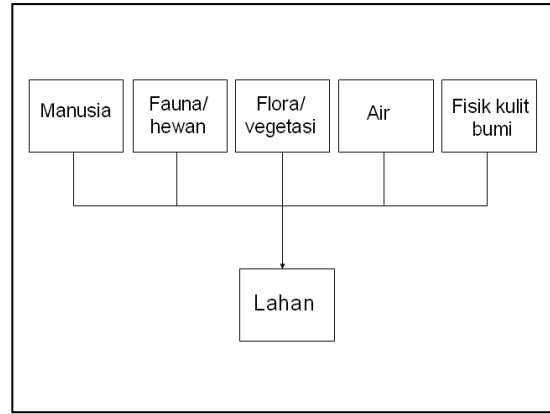 Manusia
Fauna/
hewan
Flora/
vegetasi
Air
Fisik kulit
bumi
Lahan